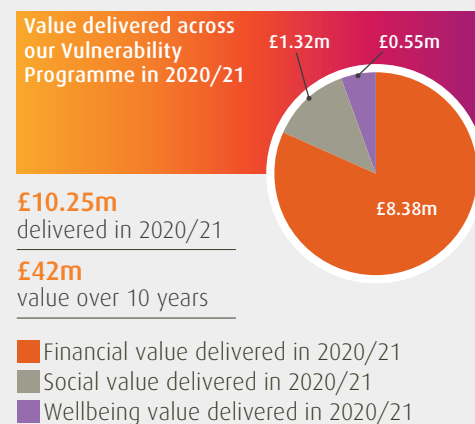 Value delivered across
our Vulnerability
Programme in 2020/21
£1.32m
£0.55m
£8.38m
£10.25m
delivered in 2020/21
£42m
value over 10 years
Financial value delivered in 2020/21
Social value delivered in 2020/21
Wellbeing value delivered in 2020/21